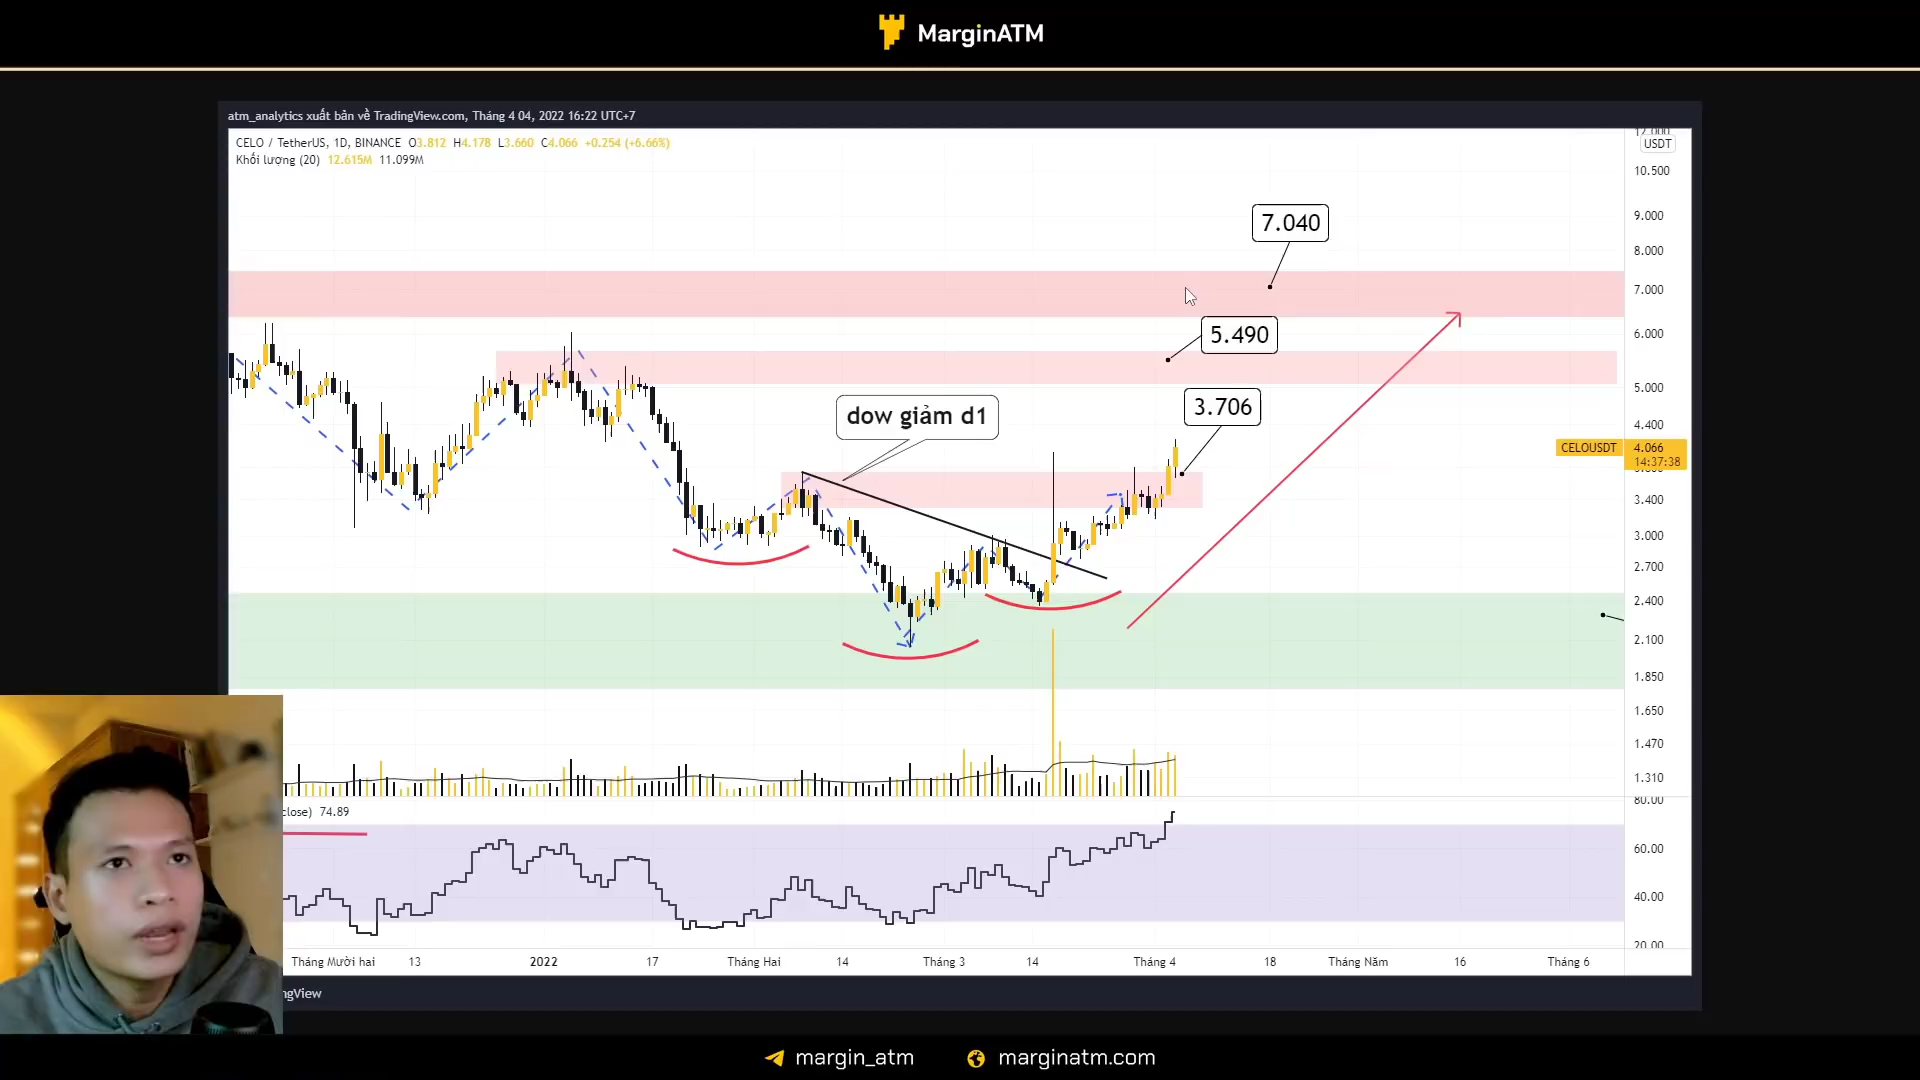 MarginATM
atm_analytics xuất bản về TradingView.com, Tháng 4 04, 2022 16:22 UTC+7
CELO / TetherUS, 1D, BINANCE O3.812 H4.178 L3.660 C4.066 +0.254 (+6.66%)
Khối lượng (20) 12.615M 11.099M
12.000
USDT
10.500
9.000
8.000
7.000
6.000
5.000
4.400
CELOUSDT 4.066
14:37:38
3.400
3.000
2.700
2.400
2.100
1.850
1.650
1.470
1.310
7.040
5.490
3.706
dow giảm d1
close) 74.89
80.00
60.00
40.00
20.00
Tháng Mười hai 13 2022 17 Tháng Hai 14 Tháng 3 14 Tháng 4 18 Tháng Năm 16 Tháng 6
ngView
margin_atm marginatm.com